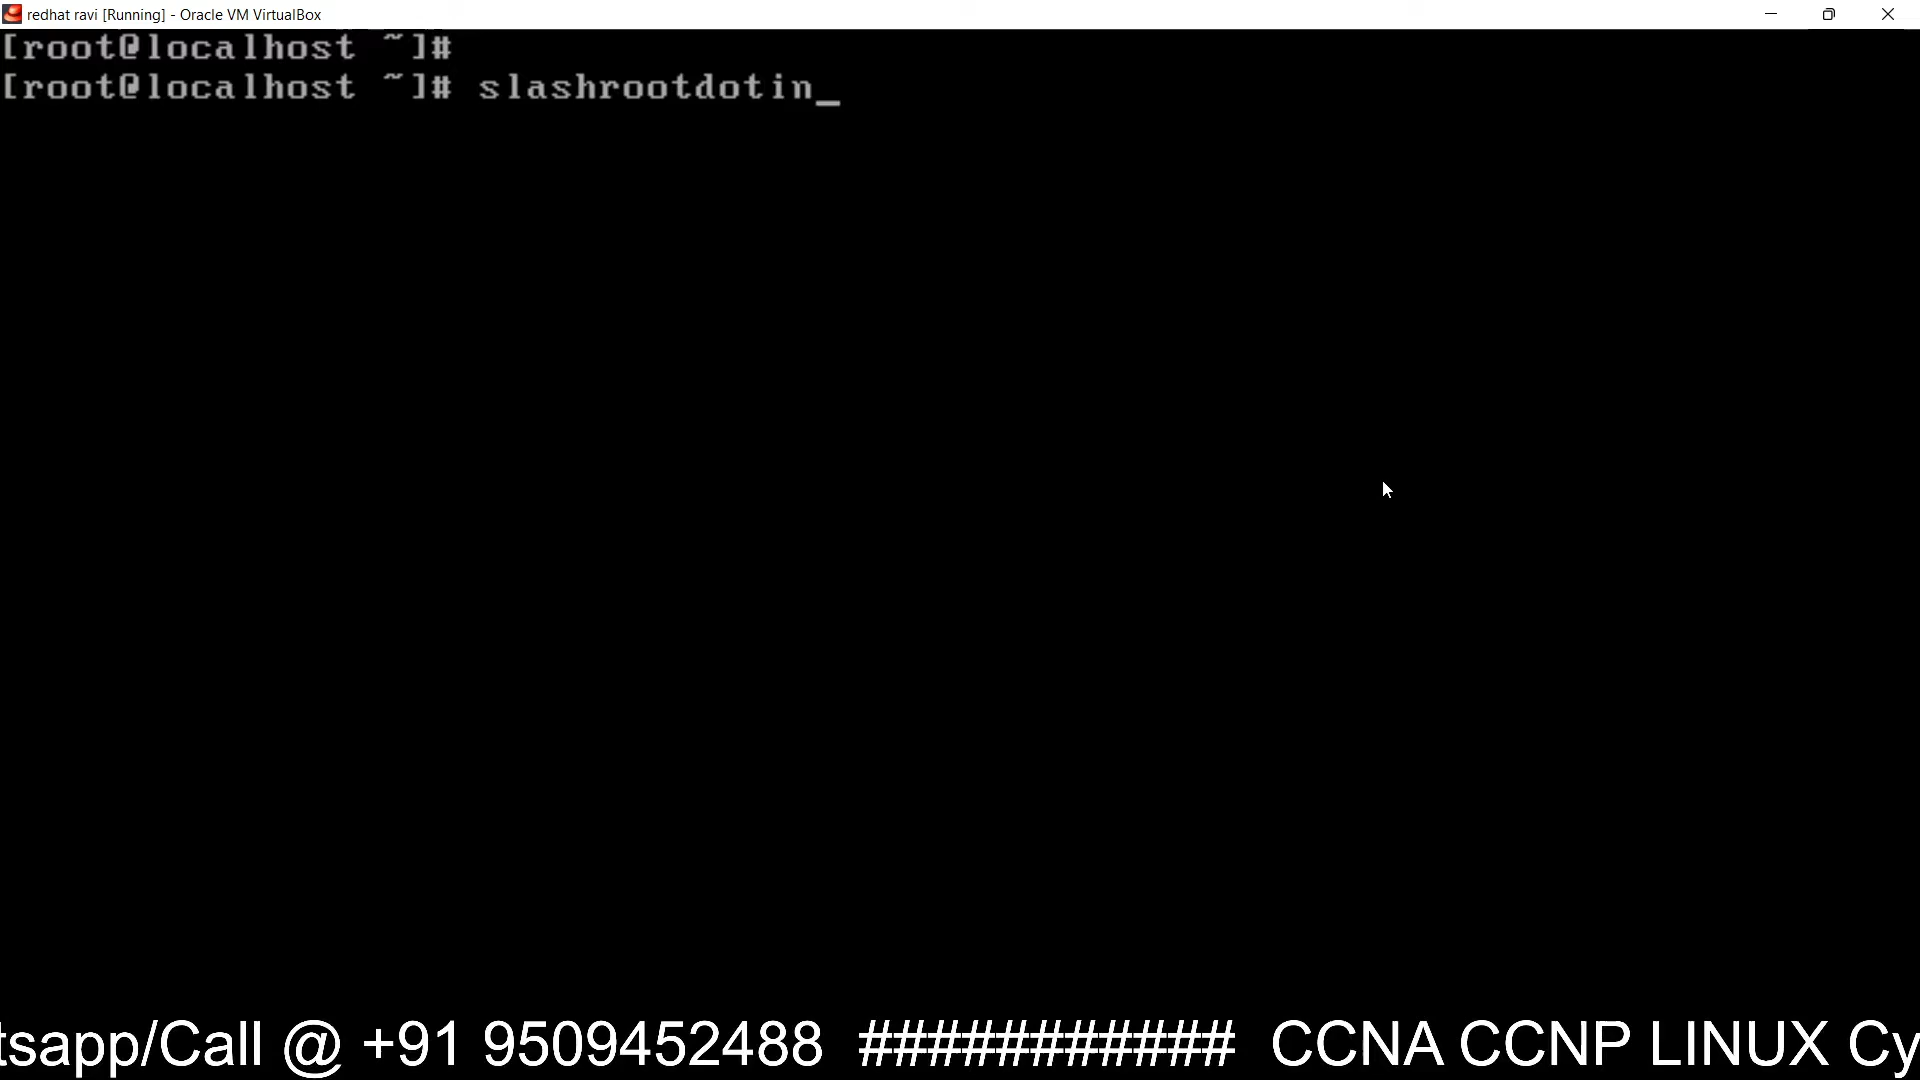 redhat ravi [Running] - Oracle VM VirtualBox
[root@localhost ~]#
[root@localhost ~]# slashrootdotin_
tsapp/Call @ +91 9509452488 ########### CCNA CCNP LINUX Cy